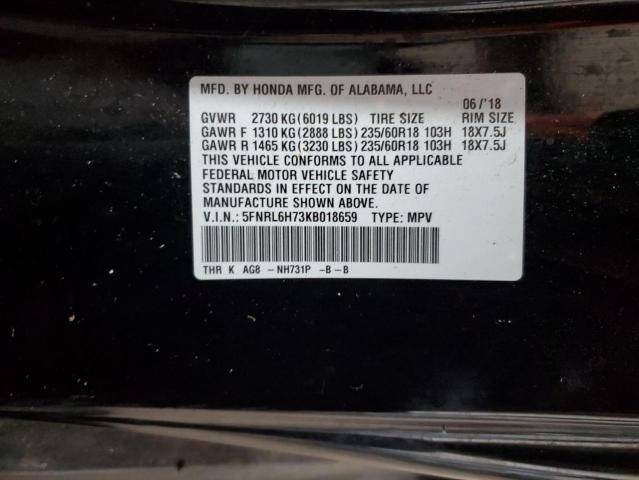 MFD. BY HONDA MFG. OF ALABAMA, LLC
06/'18
GVWR 2730 KG(6019 LBS) TIRE SIZE RIM SIZE
GAWR F 1310 KG(2888 LBS) 235/60R18 103H 18X7.5J
GAWR R 1465 KG(3230 LBS) 235/60R18 103H 18X7.5J
THIS VEHICLE CONFORMS TO ALL APPLICABLE
FEDERAL MOTOR VEHICLE SAFETY
STANDARDS IN EFFECT ON THE DATE OF
MANUFACTURE SHOWN ABOVE.
V.I.N.: 5FNRL6H73KB018659 TYPE: MPV
THR K AG8 -NH731P -B-B